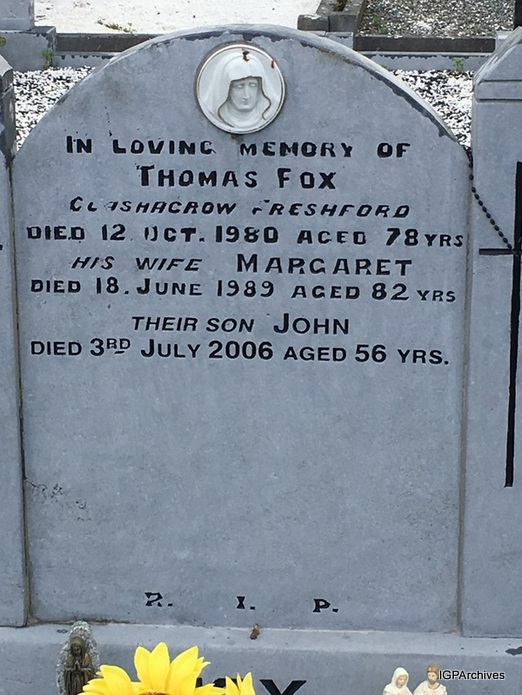 IN LOVING MEMORY OF
THOMAS FOX
CLASHACROW FRESHFORD
DIED 12 OCT. 1980 AGED 78 YRS
HIS WIFE MARGARET
DIED 18. JUNE 1989 AGED 82 YRS
THEIR SON JOHN
DIED 3RD JULY 2006 AGED 56 YRS.
R. I. P.
IGPArchives